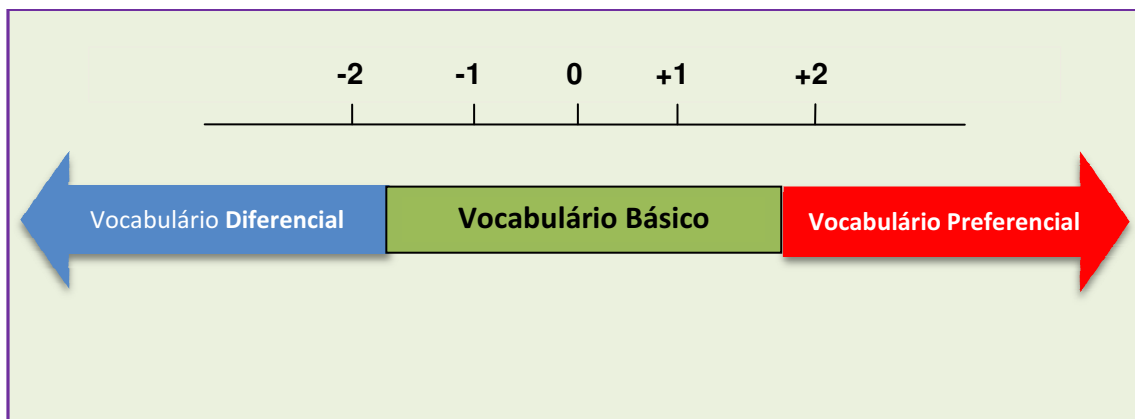 -2 -1 0 +1 +2
Vocabulário Diferencial Vocabulário Básico Vocabulário Preferencial